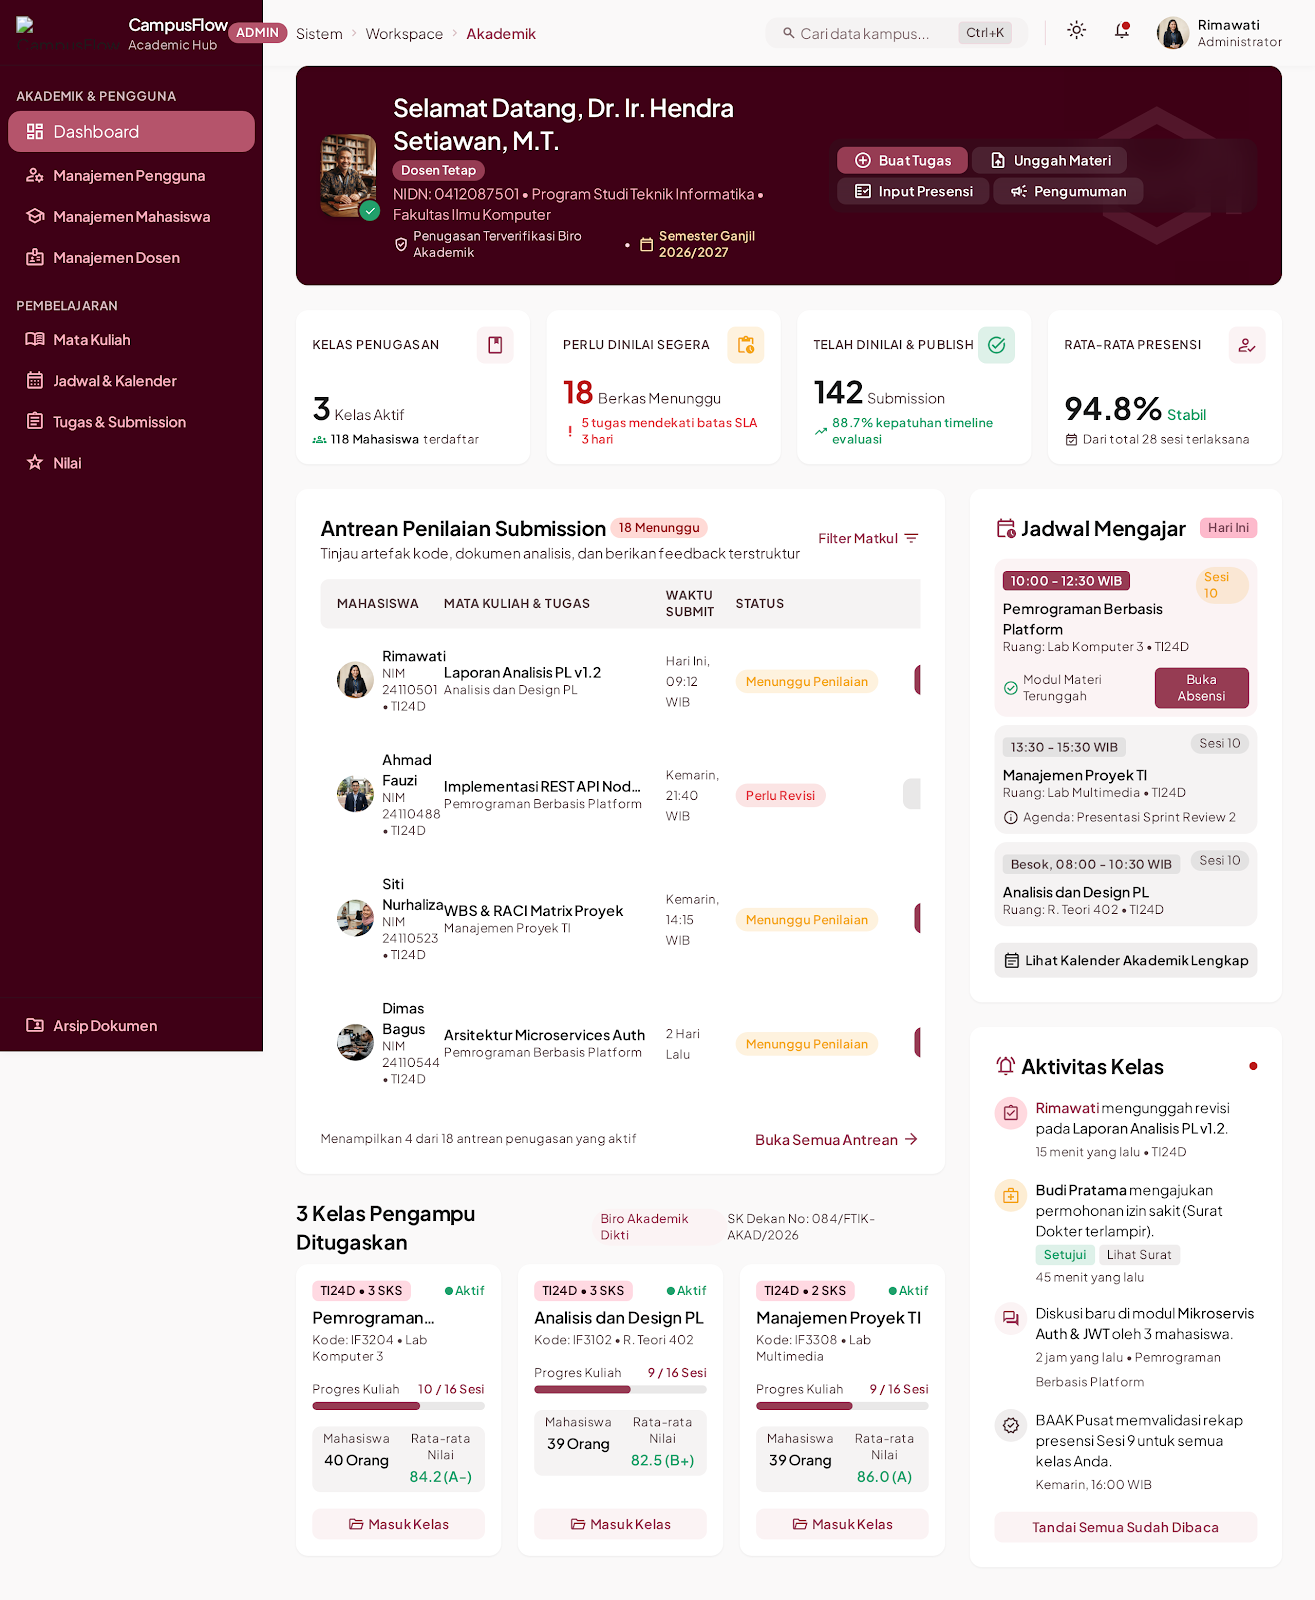 CampusFlow
CampusFlow
Academic Hub
ADMIN
AKADEMIK & PENGGUNA
Dashboard
Manajemen Pengguna
Manajemen Mahasiswa
Manajemen Dosen
PEMBELAJARAN
Mata Kuliah
Jadwal & Kalender
Tugas & Submission
Nilai
Arsip Dokumen
Sistem > Workspace > Akademik
Cari data kampus... Ctrl+K
Rimawati
Administrator
Selamat Datang, Dr. Ir. Hendra
Setiawan, M.T.
Dosen Tetap
NIDN: 0412087501 • Program Studi Teknik Informatika •
Fakultas Ilmu Komputer
Penugasan Terverifikasi Biro
Akademik
• Semester Ganjil
2026/2027
Buat Tugas
Unggah Materi
Input Presensi
Pengumuman
KELAS PENUGASAN
3 Kelas Aktif
118 Mahasiswa terdaftar
PERLU DINILAI SEGERA
18 Berkas Menunggu
5 tugas mendekati batas SLA
3 hari
TELAH DINILAI & PUBLISH
142 Submission
88.7% kepatuhan timeline
evaluasi
RATA-RATA PRESENSI
94.8% Stabil
Dari total 28 sesi terlaksana
Antrean Penilaian Submission 18 Menunggu
Tinjau artefak kode, dokumen analisis, dan berikan feedback terstruktur
Filter Matkul
MAHASISWA MATA KULIAH & TUGAS WAKTU
SUBMIT STATUS
Rimawati
NIM
24110501
• TI24D
Laporan Analisis PL v1.2
Analisis dan Design PL
Hari Ini,
09:12
WIB
Menunggu Penilaian
Ahmad
Fauzi
NIM
24110488
• TI24D
Implementasi REST API Nod...
Pemrograman Berbasis Platform
Kemarin,
21:40
WIB
Perlu Revisi
Siti
Nurhaliza
NIM
24110523
• TI24D
WBS & RACI Matrix Proyek
Manajemen Proyek TI
Kemarin,
14:15
WIB
Menunggu Penilaian
Dimas
Bagus
NIM
24110544
• TI24D
Arsitektur Microservices Auth
Pemrograman Berbasis Platform
2 Hari
Lalu
Menunggu Penilaian
Menampilkan 4 dari 18 antrean penugasan yang aktif
Buka Semua Antrean
3 Kelas Pengampu
Ditugaskan
Biro Akademik
Dikti
SK Dekan No: 084/FTIK-
AKAD/2026
TI24D • 3 SKS
Aktif
Pemrograman...
Kode: IF3204 • Lab
Komputer 3
Progres Kuliah 10 / 16 Sesi
Mahasiswa
40 Orang
Rata-rata
Nilai
84.2 (A-)
Masuk Kelas
TI24D • 3 SKS
Aktif
Analisis dan Design PL
Kode: IF3102 • R. Teori 402
Progres Kuliah 9 / 16 Sesi
Mahasiswa
39 Orang
Rata-rata
Nilai
82.5 (B+)
Masuk Kelas
TI24D • 2 SKS
Aktif
Manajemen Proyek TI
Kode: IF3308 • Lab
Multimedia
Progres Kuliah 9 / 16 Sesi
Mahasiswa
39 Orang
Rata-rata
Nilai
86.0 (A)
Masuk Kelas
Jadwal Mengajar Hari Ini
10:00 - 12:30 WIB
Sesi
10
Pemrograman Berbasis
Platform
Ruang: Lab Komputer 3 • TI24D
Modul Materi
Terunggah
Buka
Absensi
13:30 - 15:30 WIB
Sesi 10
Manajemen Proyek TI
Ruang: Lab Multimedia • TI24D
Agenda: Presentasi Sprint Review 2
Besok, 08:00 - 10:30 WIB
Sesi 10
Analisis dan Design PL
Ruang: R. Teori 402 • TI24D
Lihat Kalender Akademik Lengkap
Aktivitas Kelas
Rimawati mengunggah revisi
pada Laporan Analisis PL v1.2.
15 menit yang lalu • TI24D
Budi Pratama mengajukan
permohonan izin sakit (Surat
Dokter terlampir).
Setujui
Lihat Surat
45 menit yang lalu
Diskusi baru di modul Mikroservis
Auth & JWT oleh 3 mahasiswa.
2 jam yang lalu • Pemrograman
Berbasis Platform
BAAK Pusat memvalidasi rekap
presensi Sesi 9 untuk semua
kelas Anda.
Kemarin, 16:00 WIB
Tandai Semua Sudah Dibaca